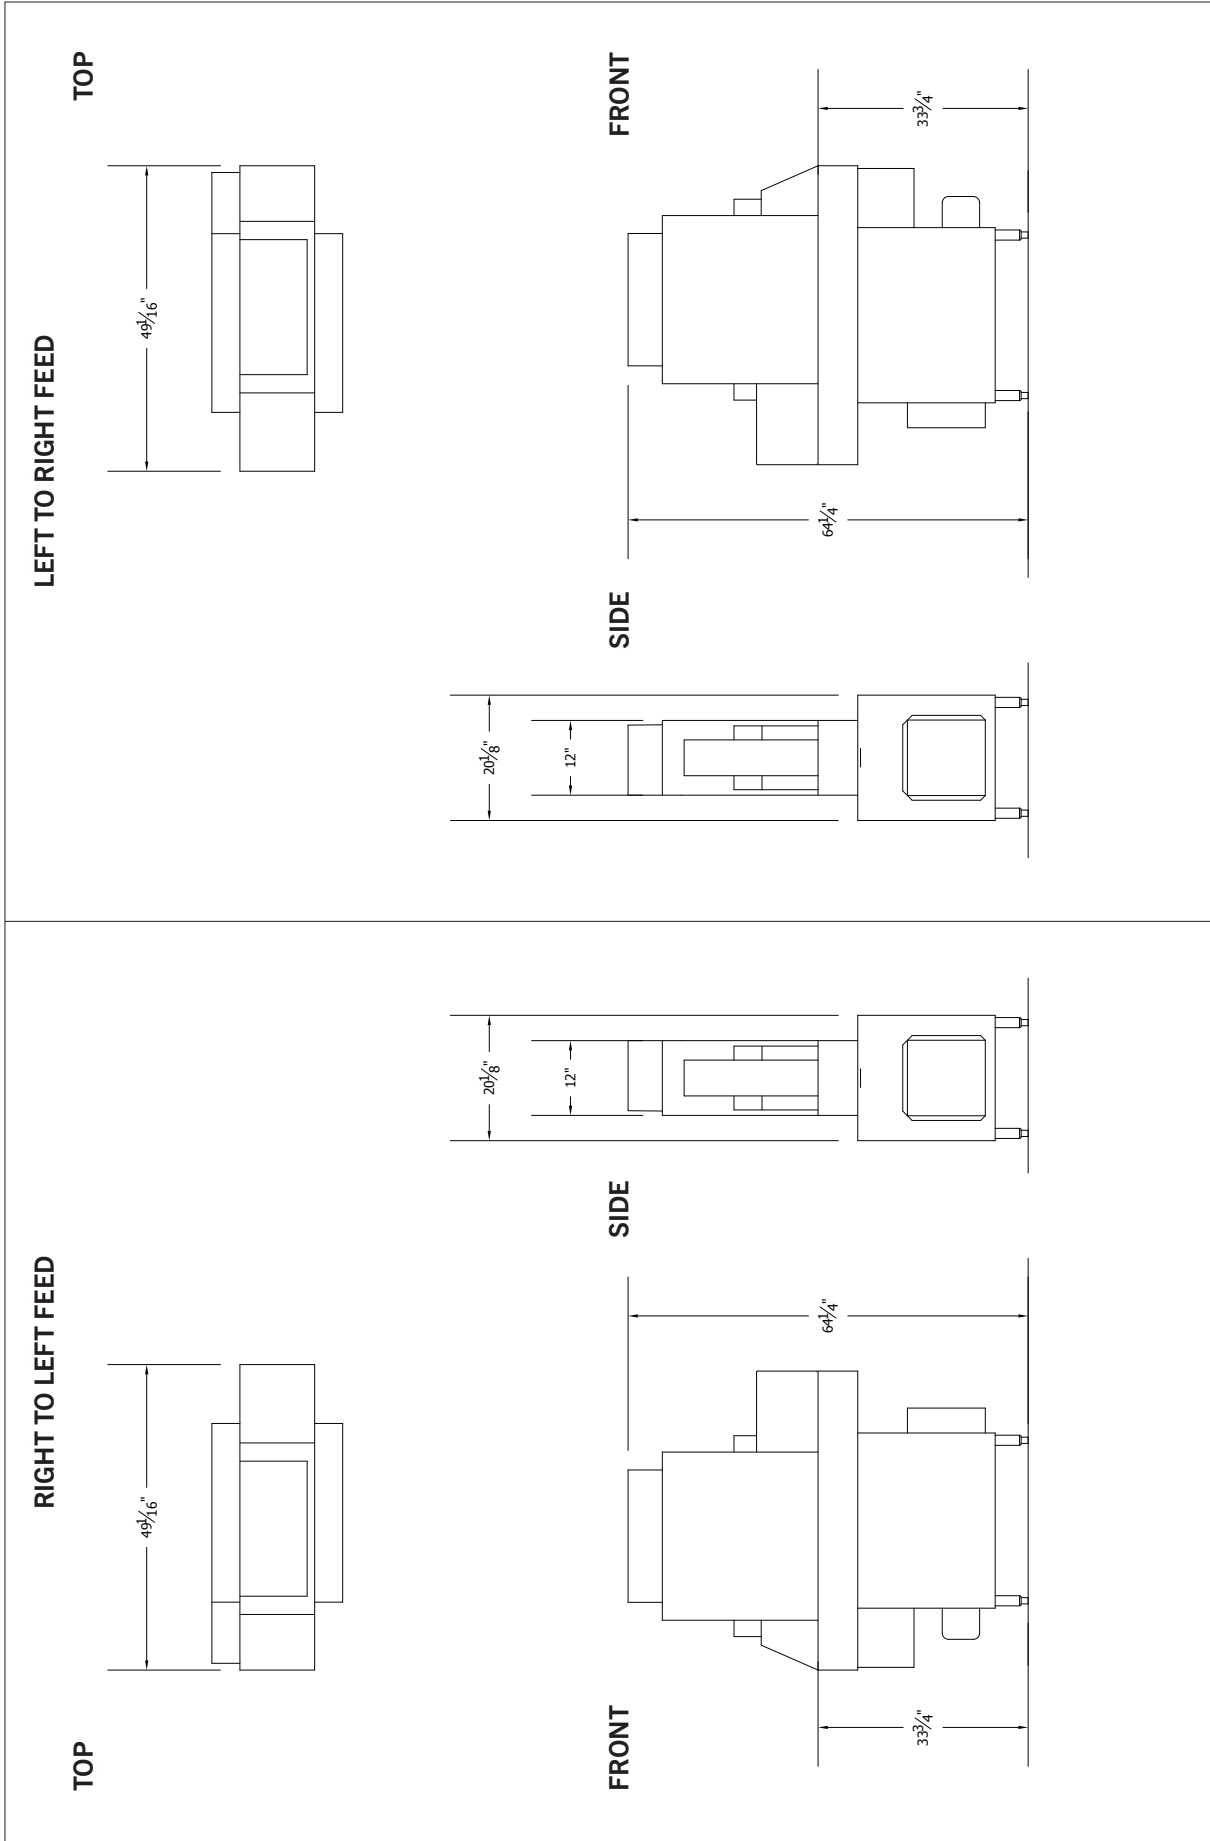 RIGHT TO LEFT FEED
TOP
49 1/16"
FRONT
SIDE
33 3/4"
64 1/4"
20 1/8"
12"
LEFT TO RIGHT FEED
TOP
49 1/16"
SIDE
FRONT
20 1/8"
12"
64 1/4"
33 3/4"